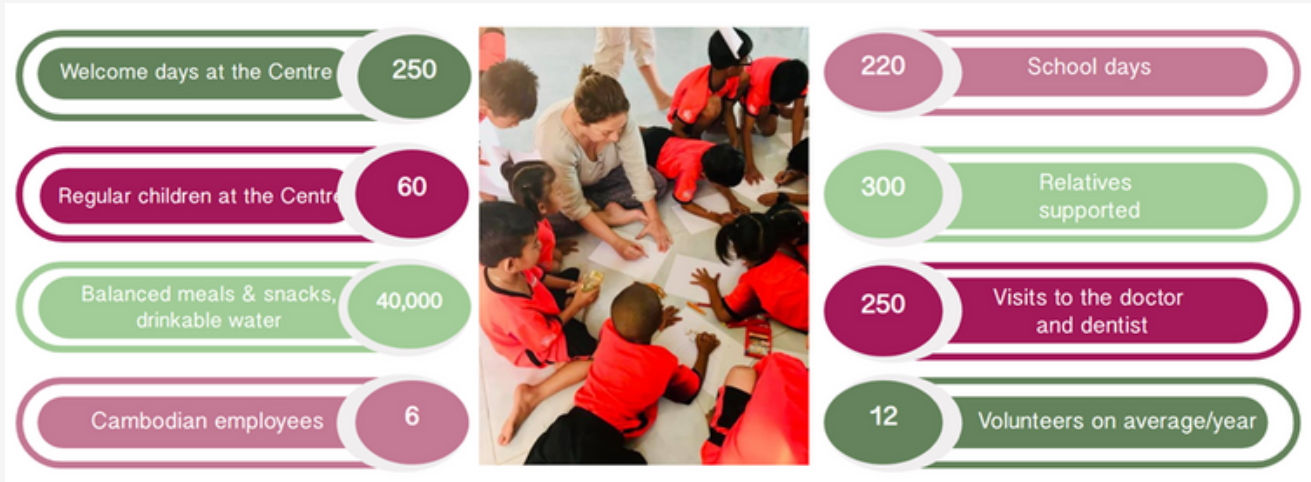 Welcome days at the Centre
250
Regular children at the Centre
60
Balanced meals & snacks,
drinkable water
40,000
Cambodian employees
6
220
School days
300
Relatives
supported
250
Visits to the doctor
and dentist
12
Volunteers on average/year